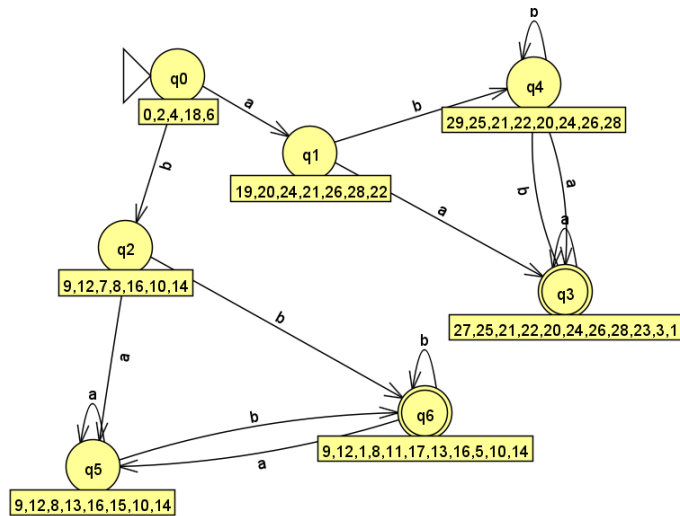 b
q0
q4
0,2,4,18,6
a
b
29,25,21,22,20,24,26,28
q1
19,20,24,21,26,28,22
b
b
a
a
a
q2
9,12,7,8,16,10,14
q3
b
27,25,21,22,20,24,26,28,23,3,1
a
b
a
b
q6
9,12,1,8,11,17,13,16,5,10,14
a
q5
9,12,8,13,16,15,10,14